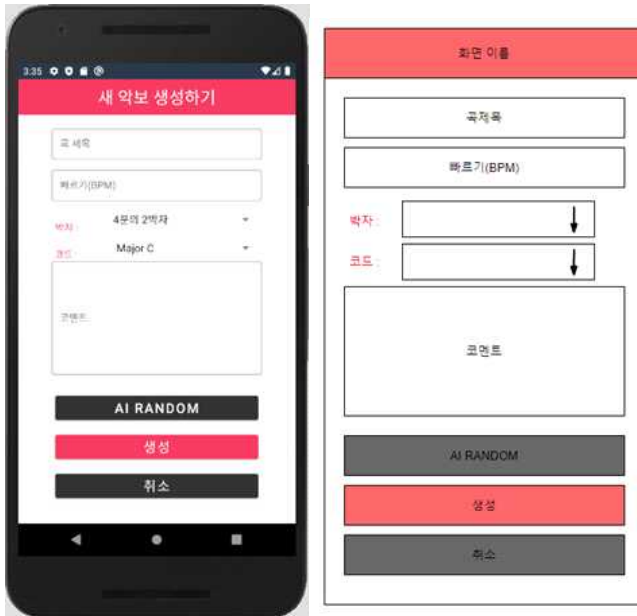 3:35
새 악보 생성하기
곡 제목
빠르기(BPM)
박자 :
4분의 2박자
코드 :
Major C
코멘트
AI RANDOM
생성
취소
화면 이름
곡제목
빠르기(BPM)
박자 :
코드 :
코멘트
AI RANDOM
생성
취소